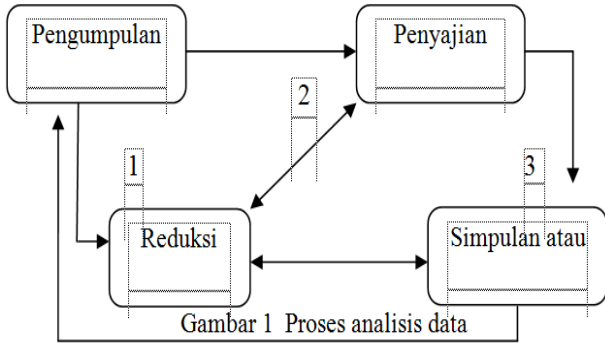 Pengumpulan
Penyajian
2
1
3
Reduksi
Simpulan atau
Gambar 1 Proses analisis data